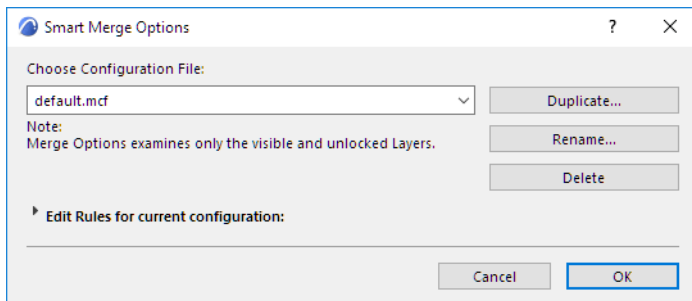 Smart Merge Options
?
Choose Configuration File:
default.mcf
Duplicate...
Note:
Merge Options examines only the visible and unlocked Layers.
Rename...
Delete
Edit Rules for current configuration:
Cancel
OK